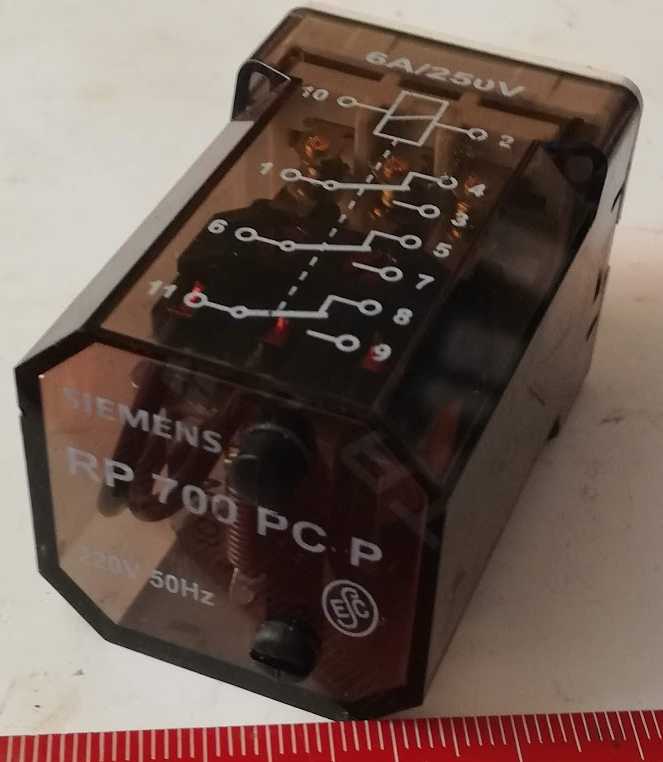 6A/250V
10 2
1 4
3
6 5
7
11 8
9
SIEMENS
RP 700 PC P
220V 50Hz
ESC